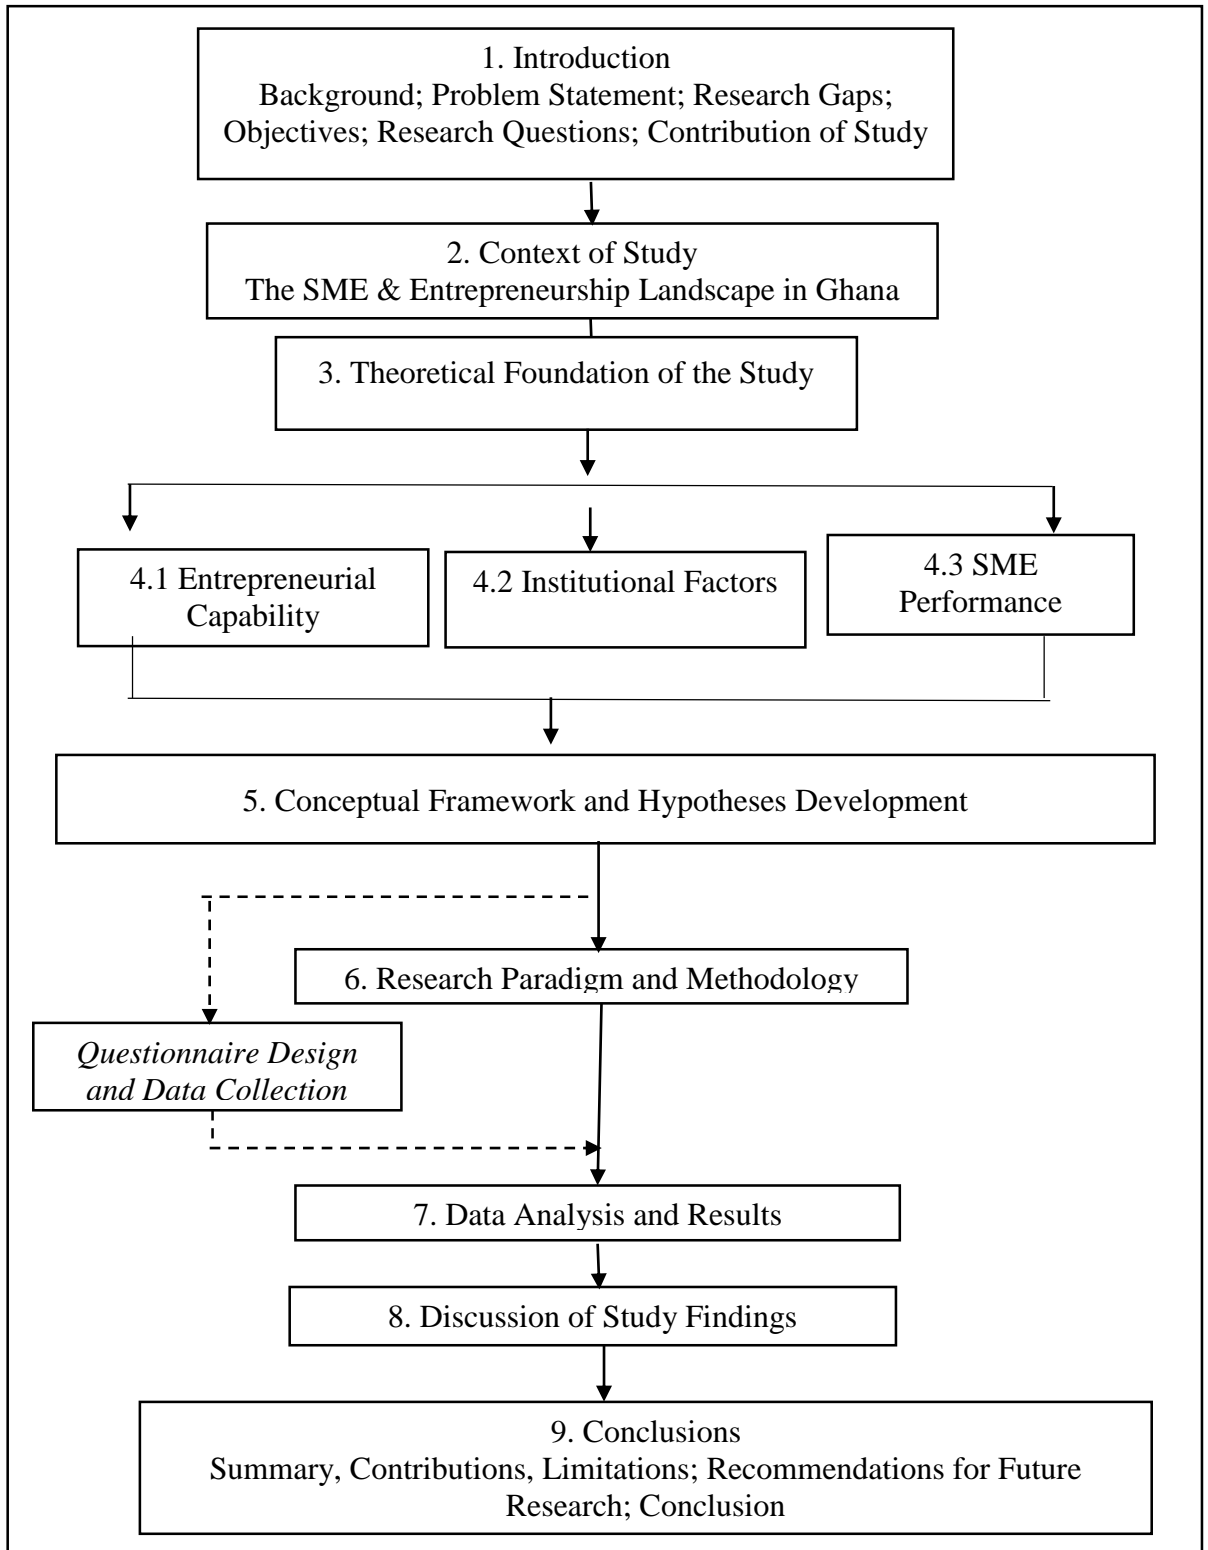 1. Introduction
Background; Problem Statement; Research Gaps;
Objectives; Research Questions; Contribution of Study
2. Context of Study
The SME & Entrepreneurship Landscape in Ghana
3. Theoretical Foundation of the Study
4.1 Entrepreneurial
Capability
4.2 Institutional Factors
4.3 SME
Performance
5. Conceptual Framework and Hypotheses Development
6. Research Paradigm and Methodology
Questionnaire Design
and Data Collection
7. Data Analysis and Results
8. Discussion of Study Findings
9. Conclusions
Summary, Contributions, Limitations; Recommendations for Future
Research; Conclusion